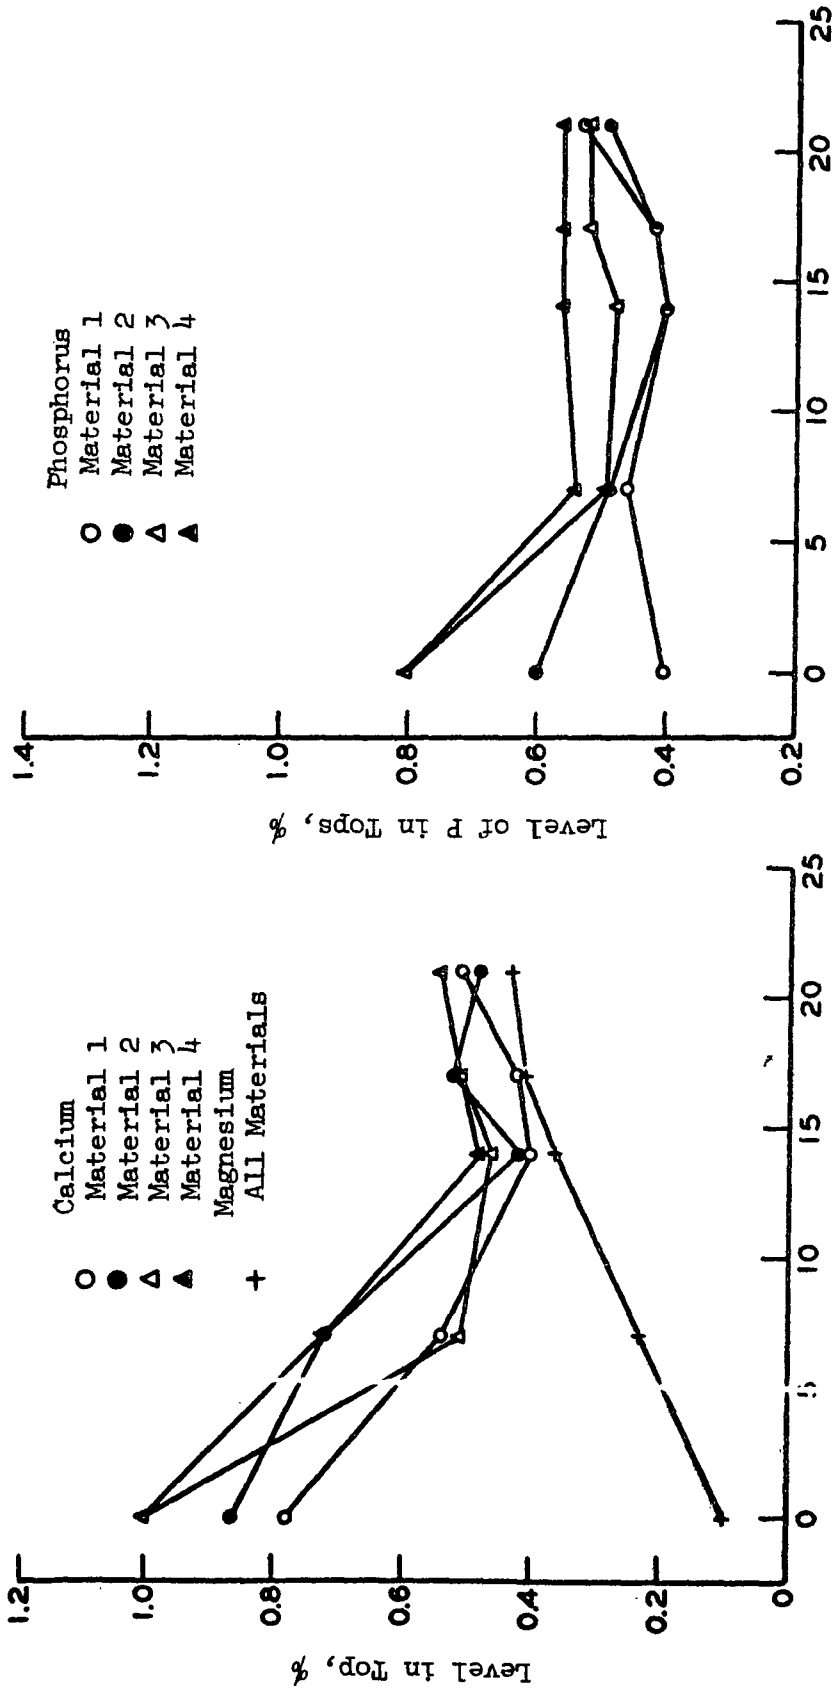 Calcium
Material 1
Material 2
Material 3
Material 4
Magnesium
All Materials
Level in Top, %
1.2
1.0
0.8
0.6
0.4
0.2
0
0
5
10
15
20
25
Phosphorus
Material 1
Material 2
Material 3
Material 4
Level of P in Tops, %
1.4
1.2
1.0
0.8
0.6
0.4
0.2
0
5
10
15
20
25